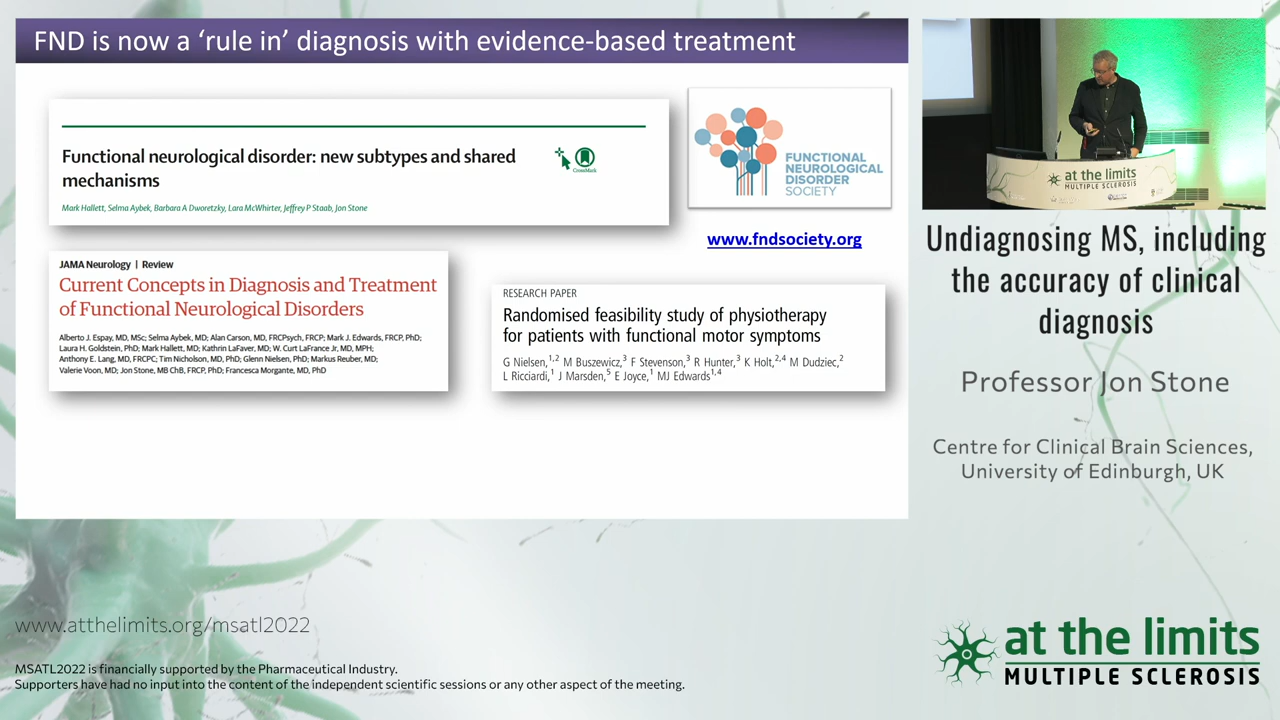 FND is now a ‘rule in’ diagnosis with evidence-based treatment
Functional neurological disorder: new subtypes and shared
mechanisms
CrossMark
Mark Hallett, Selma Aybek, Barbara A Dworetzky, Lara McWhirter, Jeffrey P Staab, Jon Stone
FUNCTIONAL
NEUROLOGICAL
DISORDER
SOCIETY
www.fndsociety.org
JAMA Neurology | Review
Current Concepts in Diagnosis and Treatment
of Functional Neurological Disorders
Alberto J. Espay, MD, MSc; Selma Aybek, MD; Alan Carson, MD, FRCPsych, FRCP; Mark J. Edwards, FRCP, PhD;
Laura H. Goldstein, PhD; Mark Hallett, MD; Kathrin LaFaver, MD; W. Curt LaFrance Jr, MD, MPH;
Anthony E. Lang, MD, FRCPC; Tim Nicholson, MD, PhD; Glenn Nielsen, PhD; Markus Reuber, MD;
Valerie Voon, MD; Jon Stone, MB ChB, FRCP, PhD; Francesca Morgante, MD, PhD
RESEARCH PAPER
Randomised feasibility study of physiotherapy
for patients with functional motor symptoms
G Nielsen,1,2 M Buszewicz,3 F Stevenson,3 R Hunter,3 K Holt,2,4 M Dudziec,2
L Ricciardi,1 J Marsden,5 E Joyce,1 MJ Edwards1,4
at the limits
MULTIPLE SCLEROSIS
Undiagnosing MS, including
the accuracy of clinical
diagnosis
Professor Jon Stone
Centre for Clinical Brain Sciences,
University of Edinburgh, UK
www.atthelimits.org/msatl2022
MSATL2022 is financially supported by the Pharmaceutical Industry.
Supporters have had no input into the content of the independent scientific sessions or any other aspect of the meeting.
at the limits
MULTIPLE SCLEROSIS